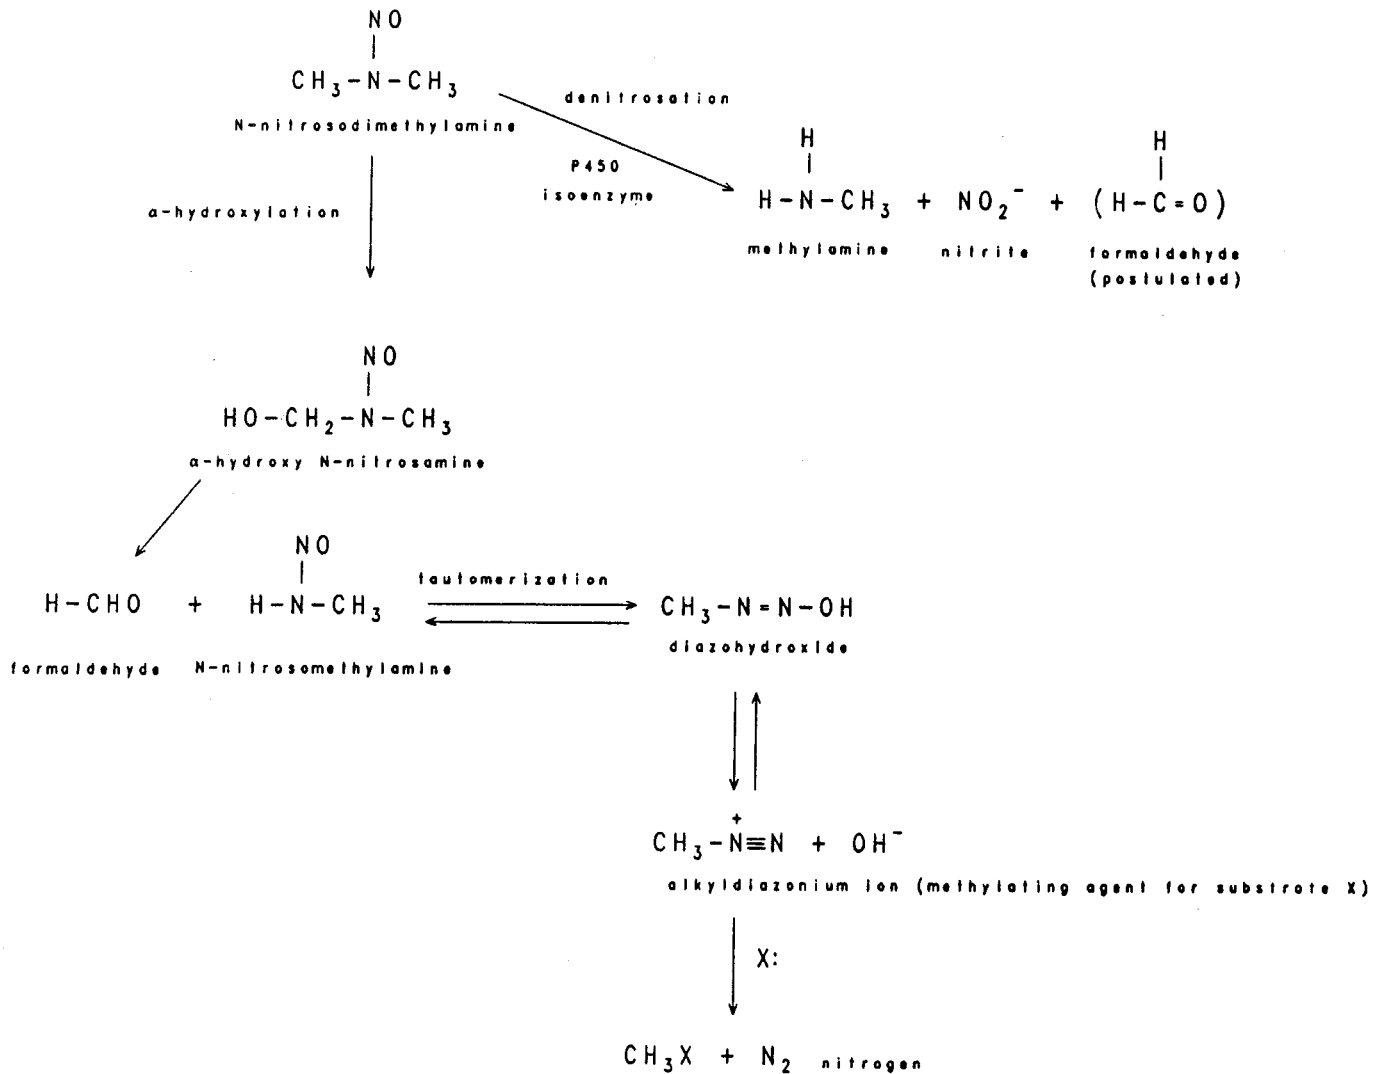 NO
CH₃-N-CH₃
N-nitrosodimethylamine
denitrosation
P450
isoenzyme
α-hydroxylation
H H
H-N-CH₃ + NO₂⁻ + (H-C=O)
methylamine nitrite formaldehyde
(postulated)
NO
HO-CH₂-N-CH₃
α-hydroxy N-nitrosamine
NO
H-CHO + H-N-CH₃
tautomerization
CH₃-N=N-OH
diazohydroxide
formaldehyde N-nitrosomethylamine
+
CH₃-N≡N + OH⁻
alkyldiazonium ion (methylating agent for substrate X)
X:
CH₃X + N₂ nitrogen